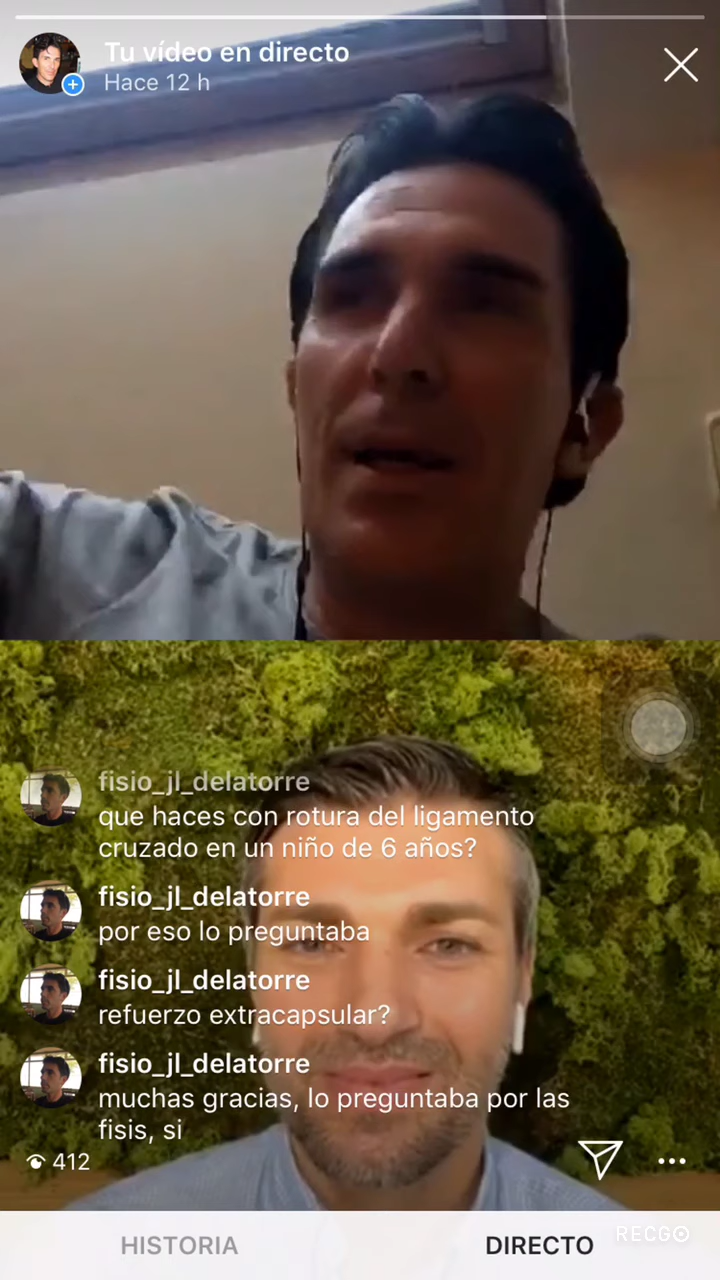 Tu vídeo en directo
Hace 12 h
fisio_jl_delatorre
que haces con rotura del ligamento
cruzado en un niño de 6 años?
fisio_jl_delatorre
por eso lo preguntaba
fisio_jl_delatorre
refuerzo extracapsular?
fisio_jl_delatorre
muchas gracias, lo preguntaba por las
fisis, si
412
HISTORIA
DIRECTO
RECGO